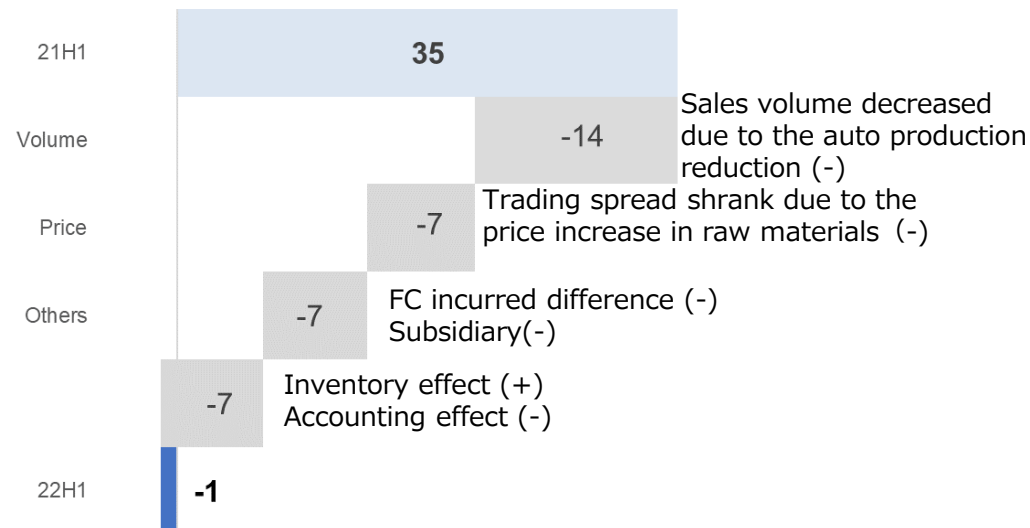 21H1
35
Volume
-14
Sales volume decreased
due to the auto production
reduction (-)
Price
-7
Trading spread shrank due to the
price increase in raw materials (-)
Others
-7
FC incurred difference (-)
Subsidiary(-)
-7
Inventory effect (+)
Accounting effect (-)
22H1
-1